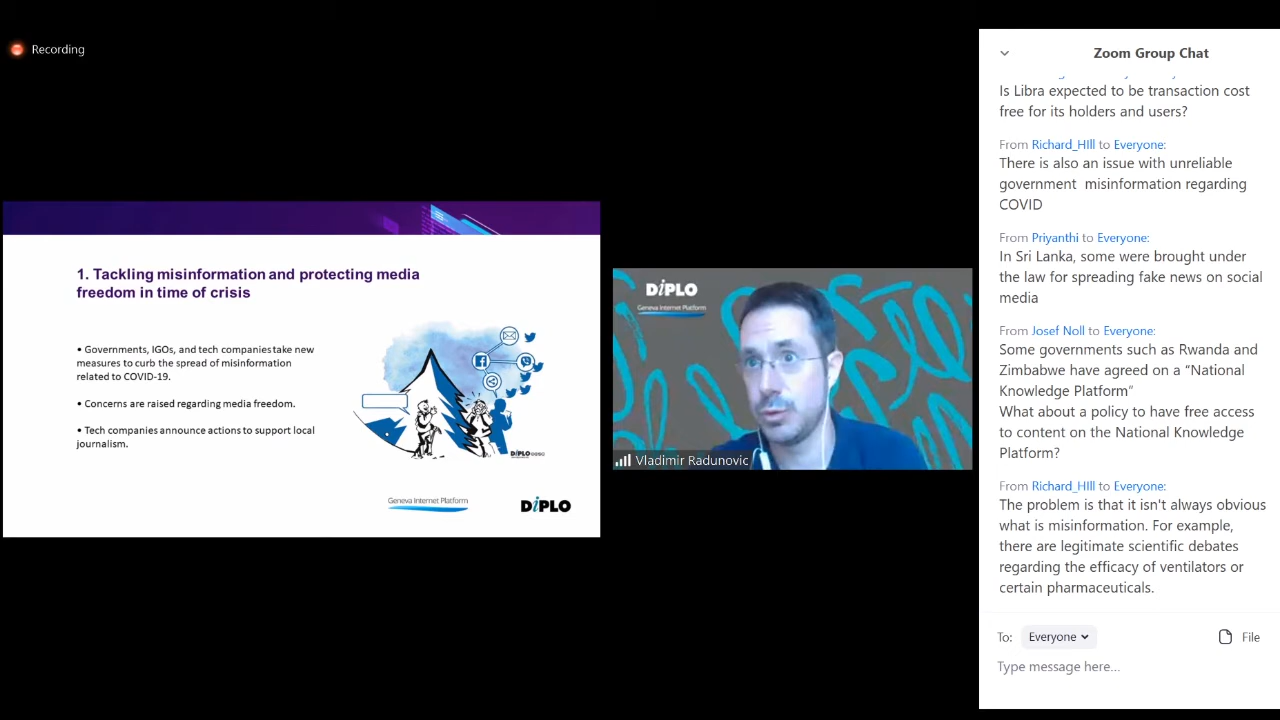 Recording
1. Tackling misinformation and protecting media
freedom in time of crisis
• Governments, IGOs, and tech companies take new
measures to curb the spread of misinformation
related to COVID-19.
• Concerns are raised regarding media freedom.
• Tech companies announce actions to support local
journalism.
DiPLO
Geneva Internet Platform
DiPLO
DiPLO
Geneva Internet Platform
Vladimir Radunovic
Zoom Group Chat
Is Libra expected to be transaction cost
free for its holders and users?
From Richard_HIll to Everyone:
There is also an issue with unreliable
government misinformation regarding
COVID
From Priyanthi to Everyone:
In Sri Lanka, some were brought under
the law for spreading fake news on social
media
From Josef Noll to Everyone:
Some governments such as Rwanda and
Zimbabwe have agreed on a “National
Knowledge Platform”
What about a policy to have free access
to content on the National Knowledge
Platform?
From Richard_HIll to Everyone:
The problem is that it isn’t always obvious
what is misinformation. For example,
there are legitimate scientific debates
regarding the efficacy of ventilators or
certain pharmaceuticals.
To: Everyone File
Type message here...